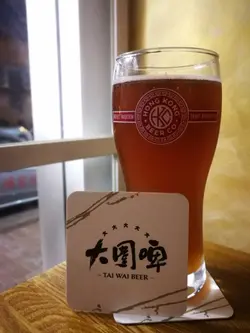 HONG KONG
BEER CO.
大圍啤
- TAI WAI BEER -